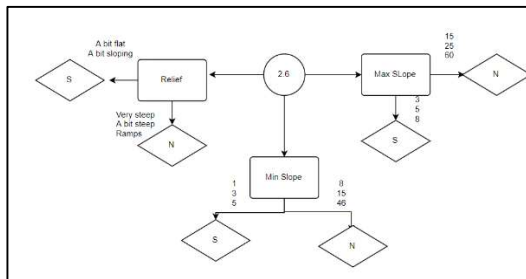 A bit flat
A bit sloping
S
Relief
2.6
Max SLope
15
25
60
N
Very steep
A bit steep
Ramps
N
3
5
8
S
Min Slope
1
3
5
8
15
46
S
N